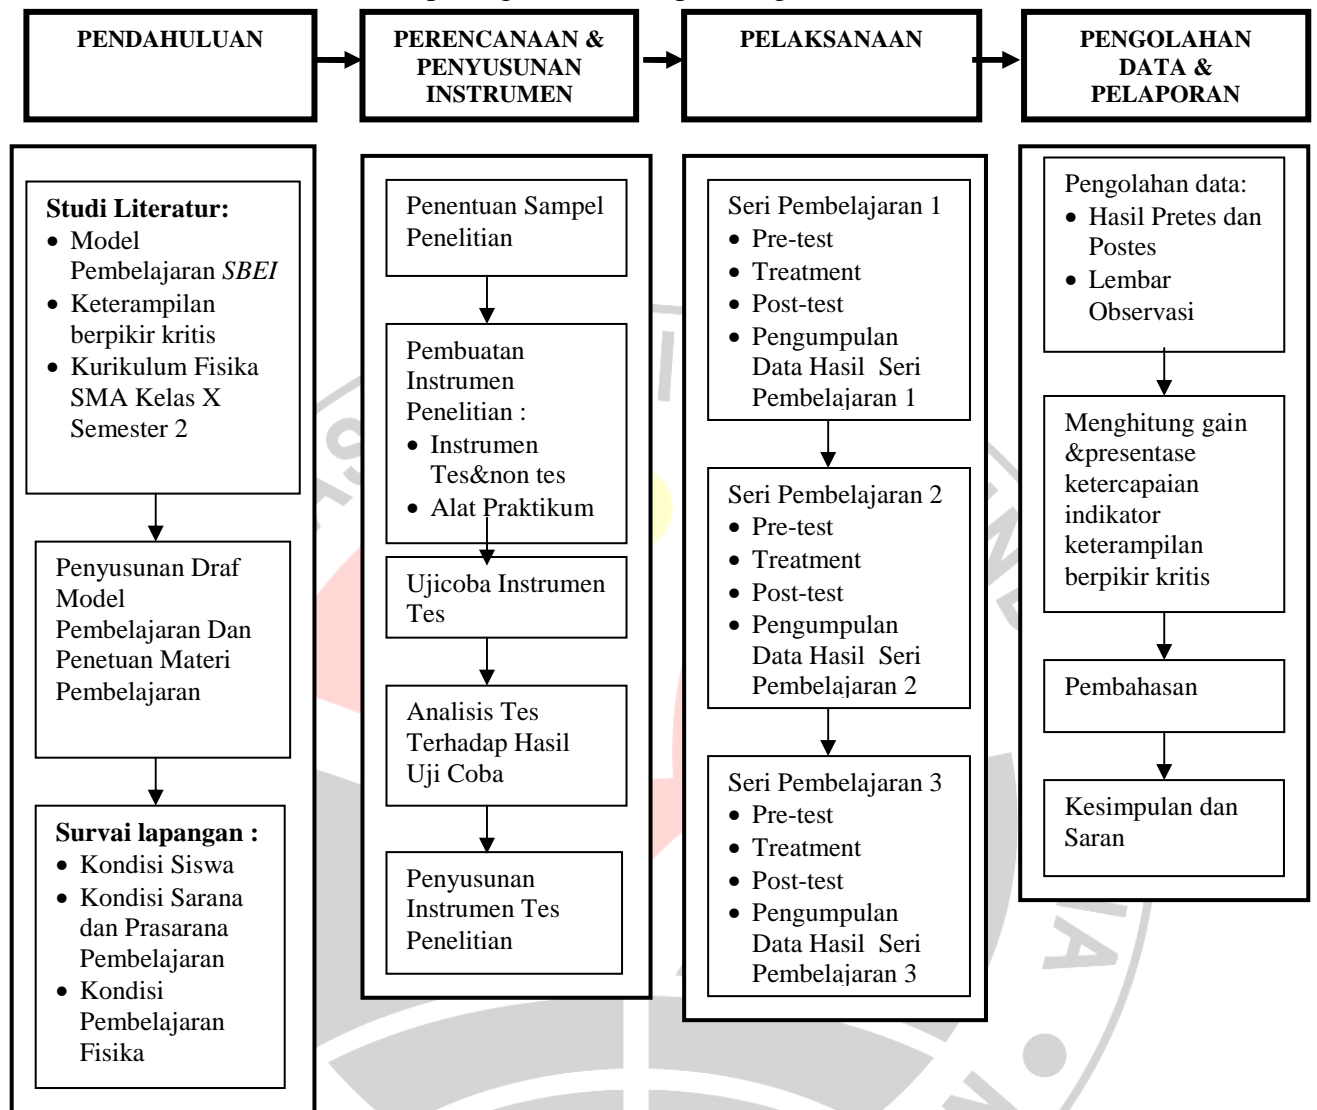 PENDAHULUAN
PERENCANAAN &
PENYUSUNAN
INSTRUMEN
PELAKSANAAN
PENGOLAHAN
DATA &
PELAPORAN
Studi Literatur:
• Model
Pembelajaran SBEI
• Keterampilan
berpikir kritis
• Kurikulum Fisika
SMA Kelas X
Semester 2
Penyusunan Draf
Model
Pembelajaran Dan
Penetuan Materi
Pembelajaran
Survai lapangan :
• Kondisi Siswa
• Kondisi Sarana
dan Prasarana
Pembelajaran
• Kondisi
Pembelajaran
Fisika
Penentuan Sampel
Penelitian
Pembuatan
Instrumen
Penelitian :
• Instrumen
Tes&non tes
• Alat Praktikum
Ujicoba Instrumen
Tes
Analisis Tes
Terhadap Hasil
Uji Coba
Penyusunan
Instrumen Tes
Penelitian
Seri Pembelajaran 1
• Pre-test
• Treatment
• Post-test
• Pengumpulan
Data Hasil Seri
Pembelajaran 1
Seri Pembelajaran 2
• Pre-test
• Treatment
• Post-test
• Pengumpulan
Data Hasil Seri
Pembelajaran 2
Seri Pembelajaran 3
• Pre-test
• Treatment
• Post-test
• Pengumpulan
Data Hasil Seri
Pembelajaran 3
Pengolahan data:
• Hasil Pretes dan
Postes
• Lembar
Observasi
Menghitung gain
&presentase
ketercapaian
indikator
keterampilan
berpikir kritis
Pembahasan
Kesimpulan dan
Saran